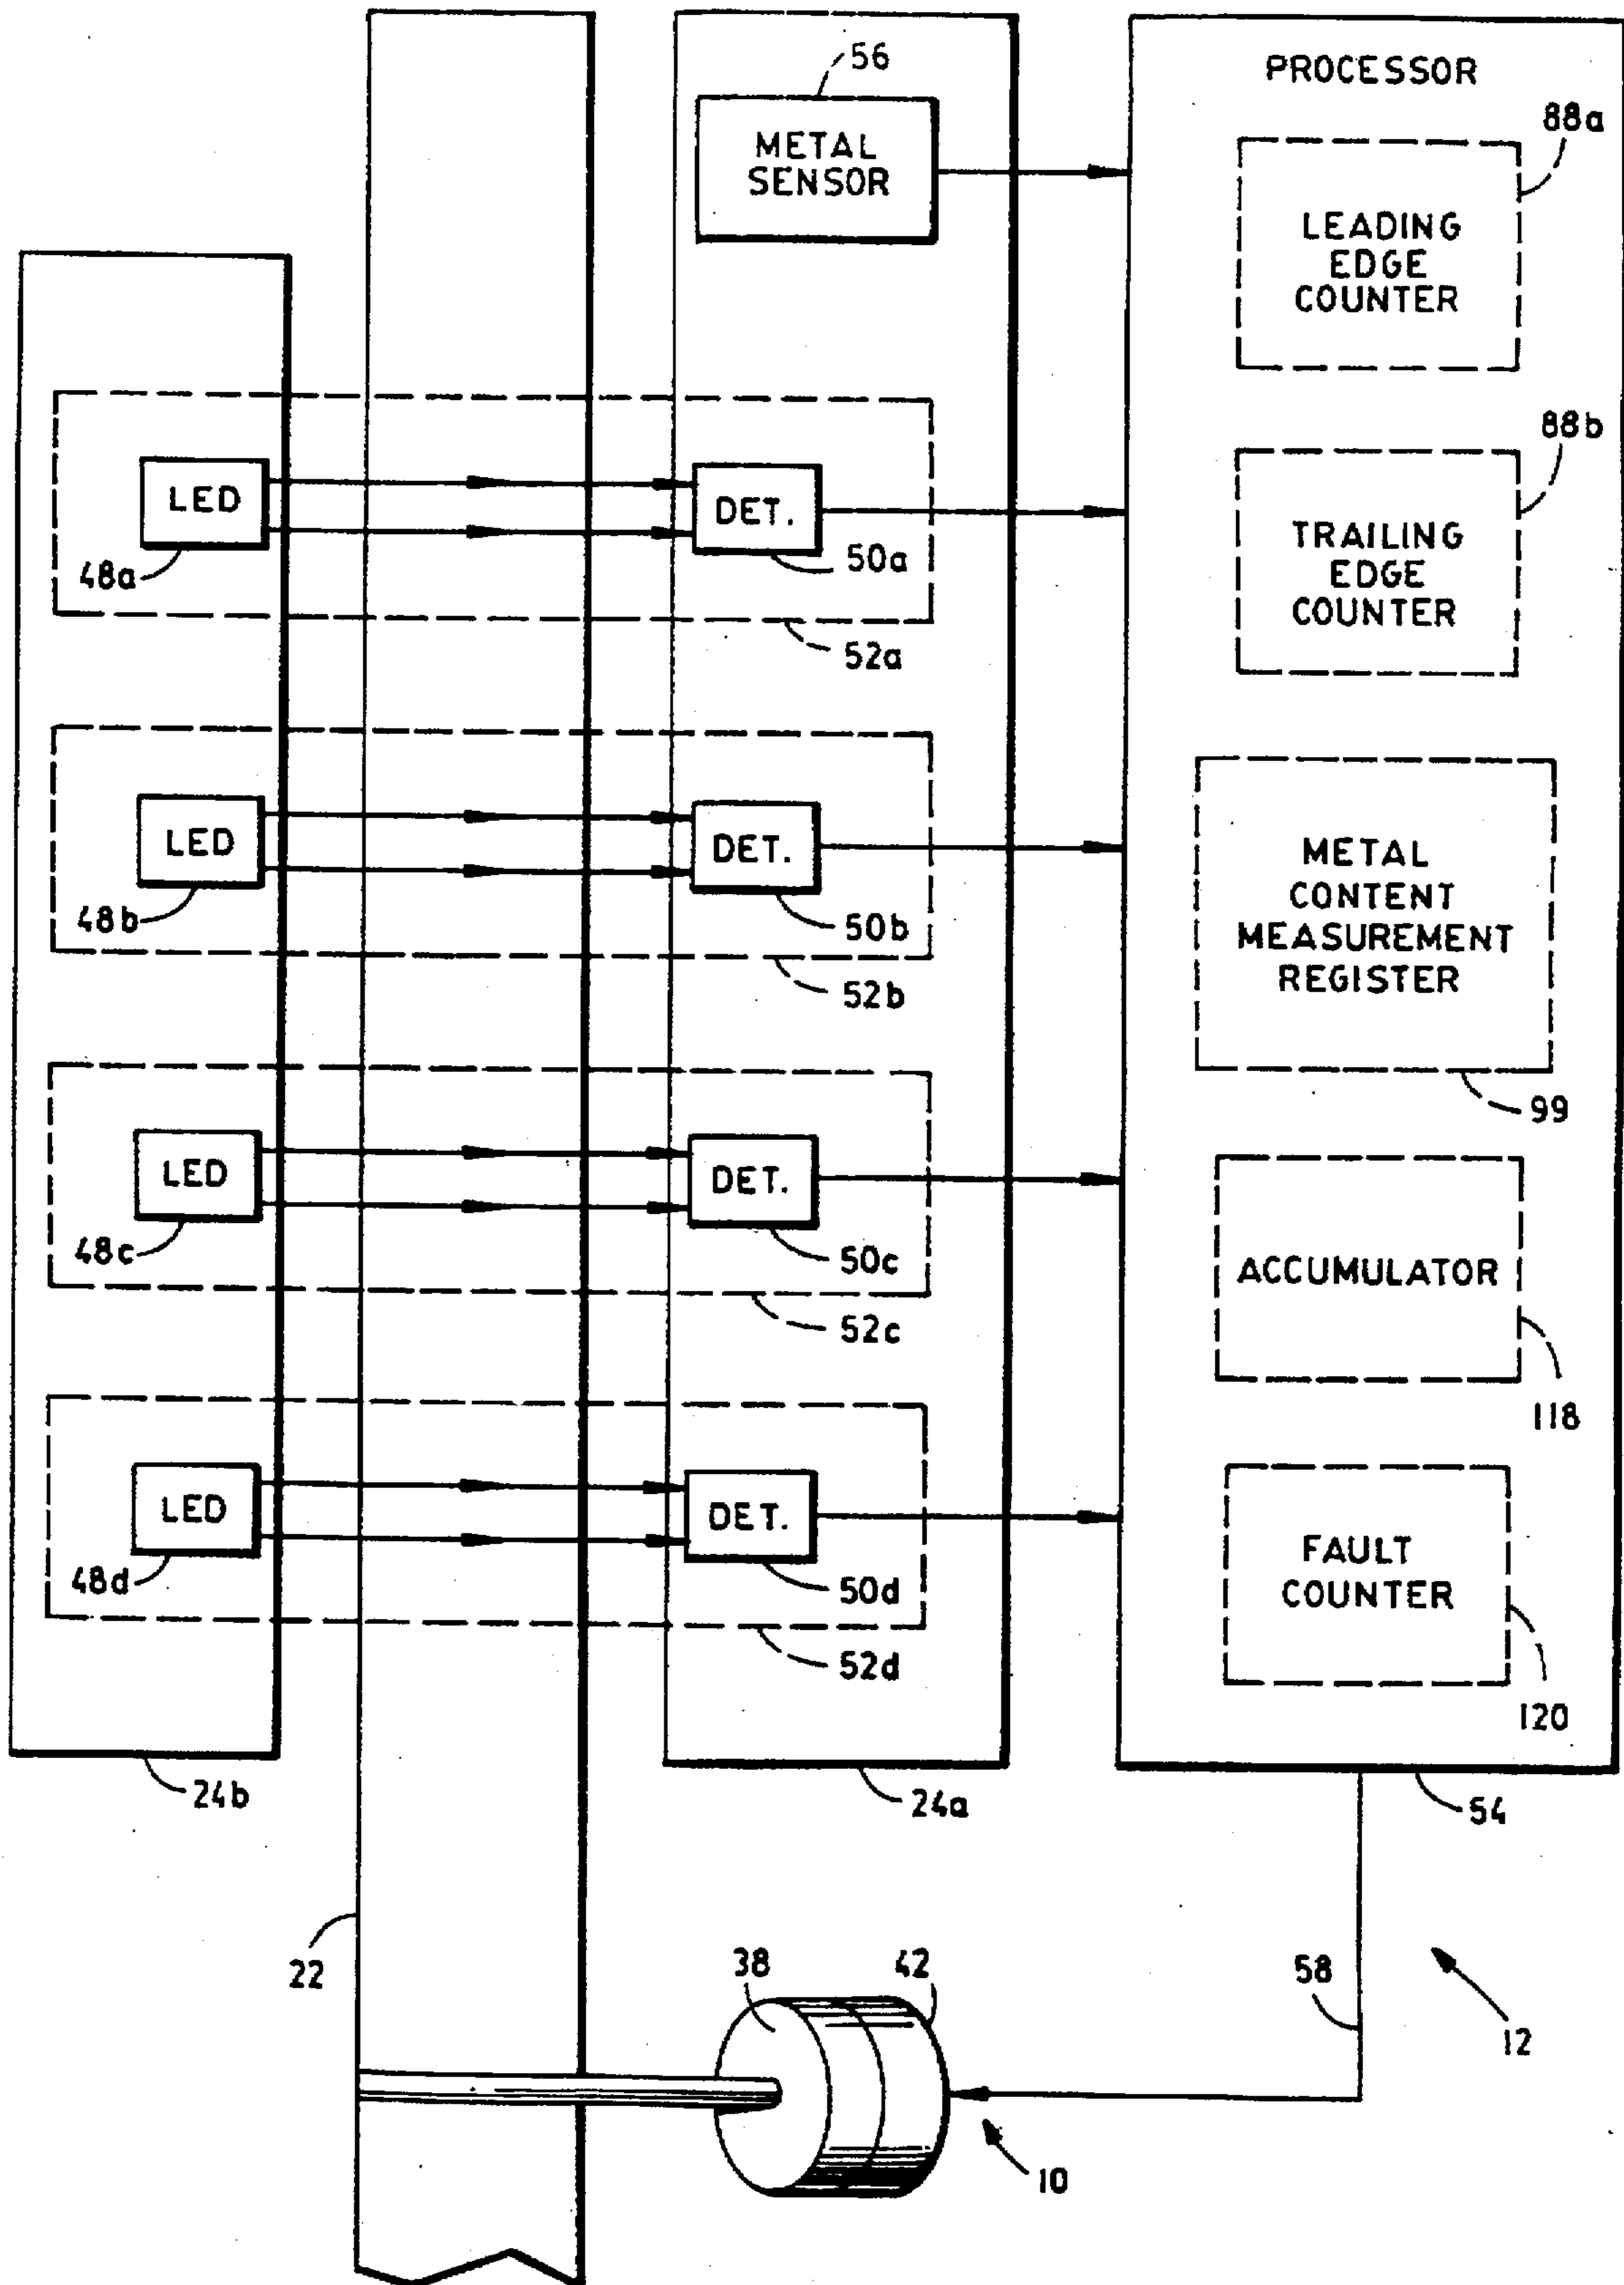 56
METAL
SENSOR
PROCESSOR
88a
LEADING
EDGE
COUNTER
LED
48a
DET.
50a
52a
88b
TRAILING
EDGE
COUNTER
LED
48b
DET.
50b
52b
METAL
CONTENT
MEASUREMENT
REGISTER
99
LED
48c
DET.
50c
52c
ACCUMULATOR
118
LED
48d
DET.
50d
52d
FAULT
COUNTER
120
24b
24a
54
22
38
42
58
12
10